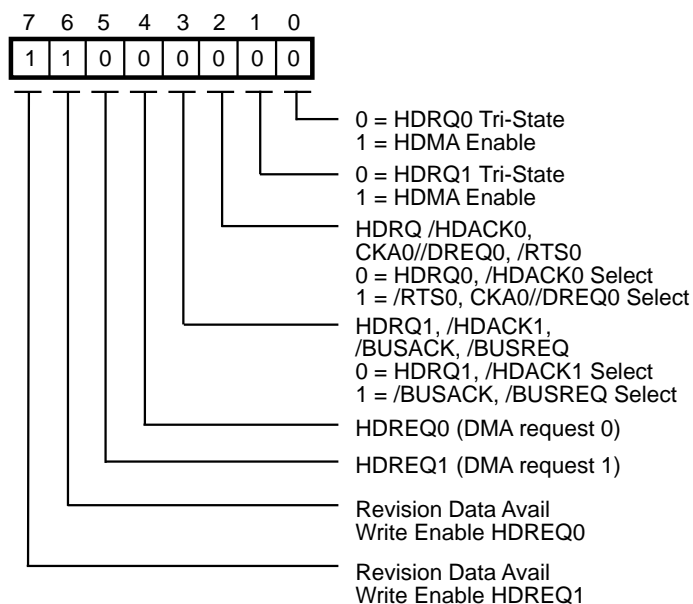 7 6 5 4 3 2 1 0
1 1 0 0 0 0 0 0
0 = HDRQ0 Tri-State
1 = HDMA Enable
0 = HDRQ1 Tri-State
1 = HDMA Enable
HDRQ /HDACK0,
CKA0//DREQ0, /RTS0
0 = HDRQ0, /HDACK0 Select
1 = /RTS0, CKA0//DREQ0 Select
HDRQ1, /HDACK1,
/BUSACK, /BUSREQ
0 = HDRQ1, /HDACK1 Select
1 = /BUSACK, /BUSREQ Select
HDREQ0 (DMA request 0)
HDREQ1 (DMA request 1)
Revision Data Avail
Write Enable HDREQ0
Revision Data Avail
Write Enable HDREQ1